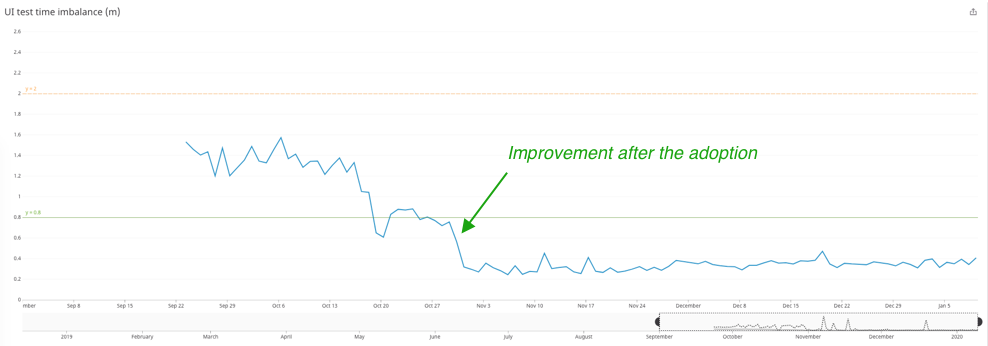 UI test time imbalance (m)
2.6
2.4
2.2
y = 2
2
1.8
1.6
Improvement after the adoption
1.4
1.2
1
y = 0.8
0.8
0.6
0.4
0.2
0
mber Sep 8 Sep 15 Sep 22 Sep 29 Oct 6 Oct 13 Oct 20 Oct 27 Nov 3 Nov 10 Nov 17 Nov 24 December Dec 8 Dec 15 Dec 22 Dec 29 Jan 5
2019 February March April May June July August September October November December 2020